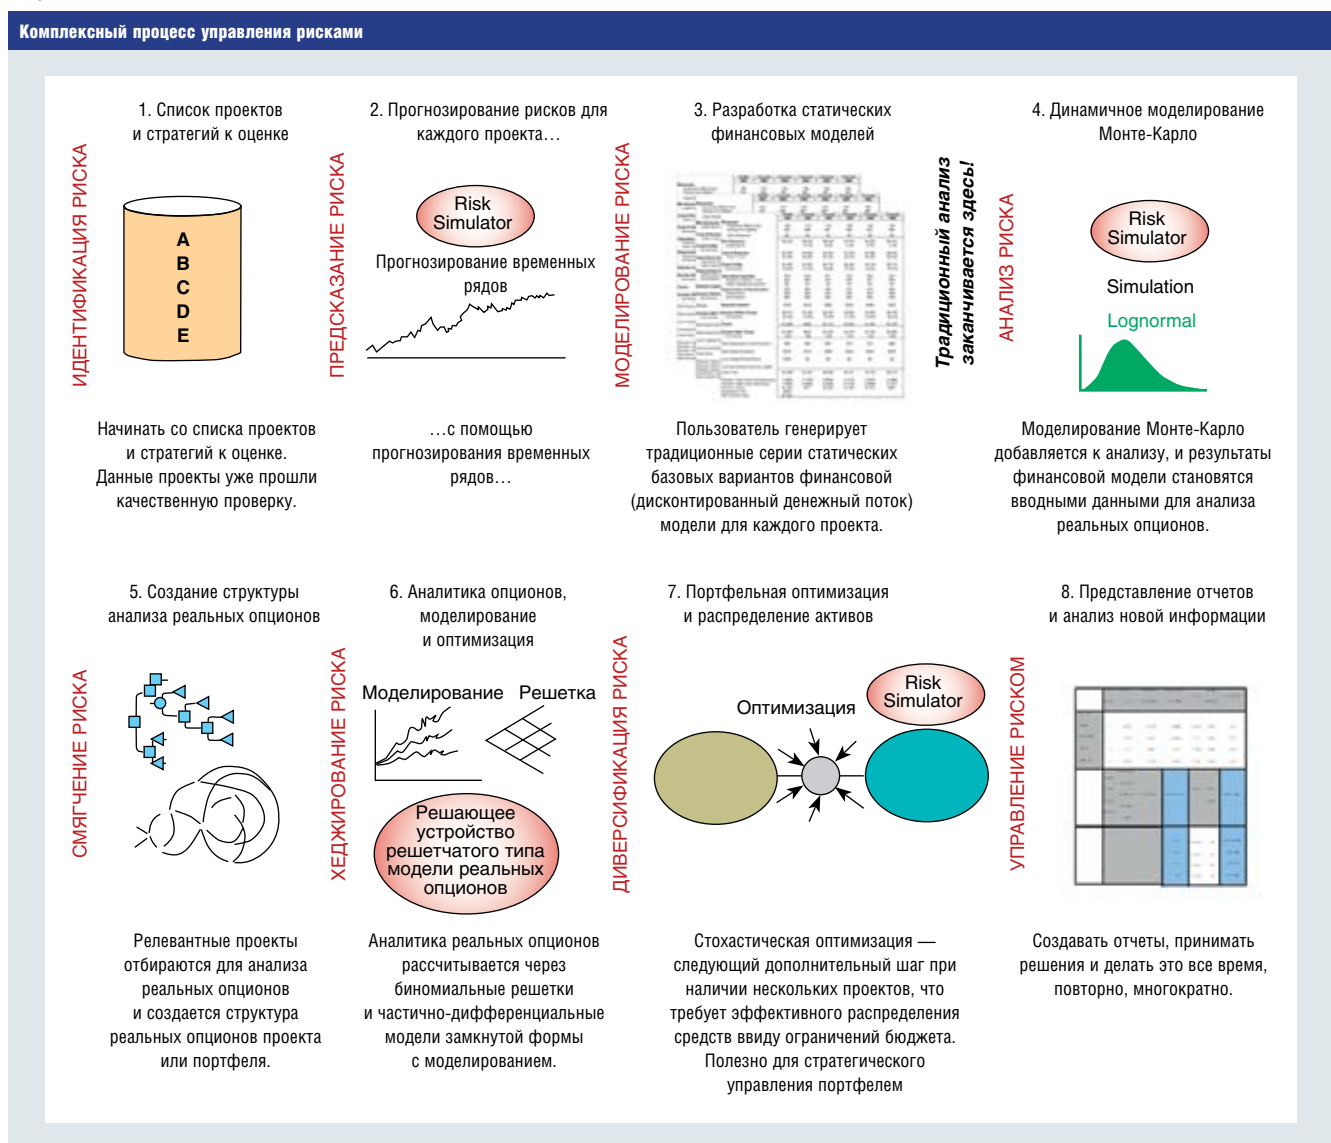 Комплексный процесс управления рисками
1. Список проектов
и стратегий к оценке
ИДЕНТИФИКАЦИЯ РИСКА
A
B
C
D
E
Начинать со списка проектов
и стратегий к оценке.
Данные проекты уже прошли
качественную проверку.
2. Прогнозирование рисков для
каждого проекта…
ПРЕДСКАЗАНИЕ РИСКА
Risk
Simulator
Прогнозирование временных
рядов
…с помощью
прогнозирования временных
рядов…
3. Разработка статических
финансовых моделей
МОДЕЛИРОВАНИЕ РИСКА
Пользователь генерирует
традиционные серии статических
базовых вариантов финансовой
(дисконтированный денежный поток)
модели для каждого проекта.
Традиционный анализ
заканчивается здесь!
4. Динамичное моделирование
Монте-Карло
АНАЛИЗ РИСКА
Risk
Simulator
Simulation
Lognormal
Моделирование Монте-Карло
добавляется к анализу, и результаты
финансовой модели становятся
вводными данными для анализа
реальных опционов.
5. Создание структуры
анализа реальных опционов
СМЯГЧЕНИЕ РИСКА
Релевантные проекты
отбираются для анализа
реальных опционов
и создается структура
реальных опционов проекта
или портфеля.
6. Аналитика опционов,
моделирование
и оптимизация
ХЕДЖИРОВАНИЕ РИСКА
Моделирование
Решетка
Решающее
устройство
решетчатого типа
модели реальных
опционов
Аналитика реальных опционов
рассчитывается через
биномиальные решетки
и частично-дифференциальные
модели замкнутой формы
с моделированием.
7. Портфельная оптимизация
и распределение активов
ДИВЕРСИФИКАЦИЯ РИСКА
Оптимизация
Risk
Simulator
Стохастическая оптимизация —
следующий дополнительный шаг при
наличии нескольких проектов, что
требует эффективного распределения
средств ввиду ограничений бюджета.
Полезно для стратегического
управления портфелем
8. Представление отчетов
и анализ новой информации
УПРАВЛЕНИЕ РИСКОМ
Создавать отчеты, принимать
решения и делать это все время,
повторно, многократно.